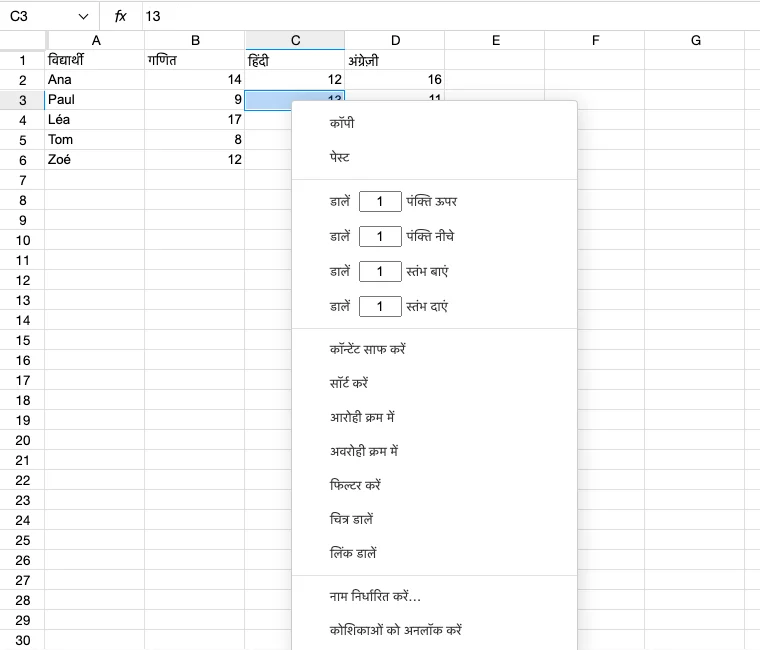 C3 fx 13
A B C D E F G
1 विद्यार्थी गणित हिंदी अंग्रेज़ी
2 Ana 14 12 16
3 Paul 9 13 11
4 Léa 17
5 Tom 8
6 Zoé 12
7
8
9
10
11
12
13
14
15
16
17
18
19
20
21
22
23
24
25
26
27
28
29
30
कॉपी
पेस्ट
डालें 1 पंक्ति ऊपर
डालें 1 पंक्ति नीचे
डालें 1 स्तंभ बाएं
डालें 1 स्तंभ दाएं
कॉन्टेंट साफ करें
सॉर्ट करें
आरोही क्रम में
अवरोही क्रम में
फिल्टर करें
चित्र डालें
लिंक डालें
नाम निर्धारित करें...
कोशिकाओं को अनलॉक करें